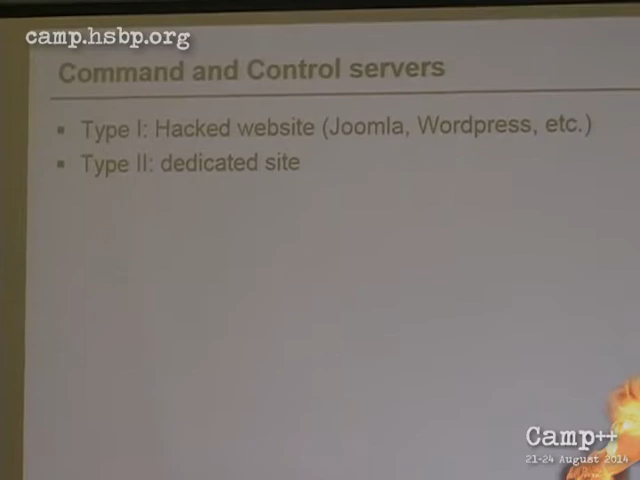 camp.hsbp.org
Command and Control servers
▪ Type I: Hacked website (Joomla, Wordpress, etc.)
▪ Type II: dedicated site
Camp++
21-24 August 2014